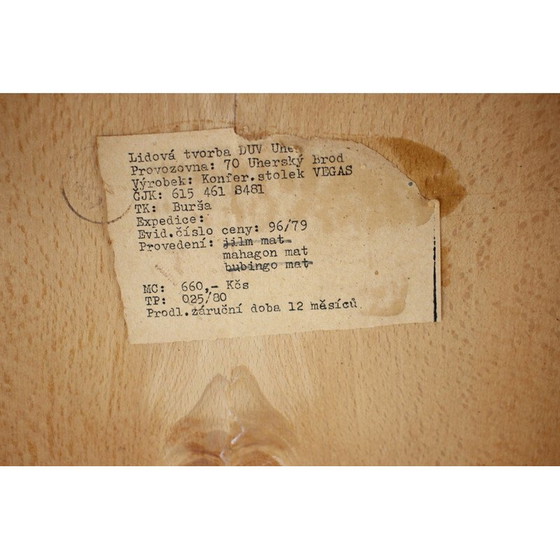 Lidová tvorba DUV Uhe
Provozovna: 70 Uherský Brod
Výrobek: Konfer.stolek VEGAS
ČJK: 615 461 8481
TK: Burša
Expedice:
Evid.číslo ceny: 96/79
Provedení: jilm mat
mahagon mat
bubingo mat
MC: 660,- Kčs
TP: 025/80
Prodl.záruční doba 12 měsíců